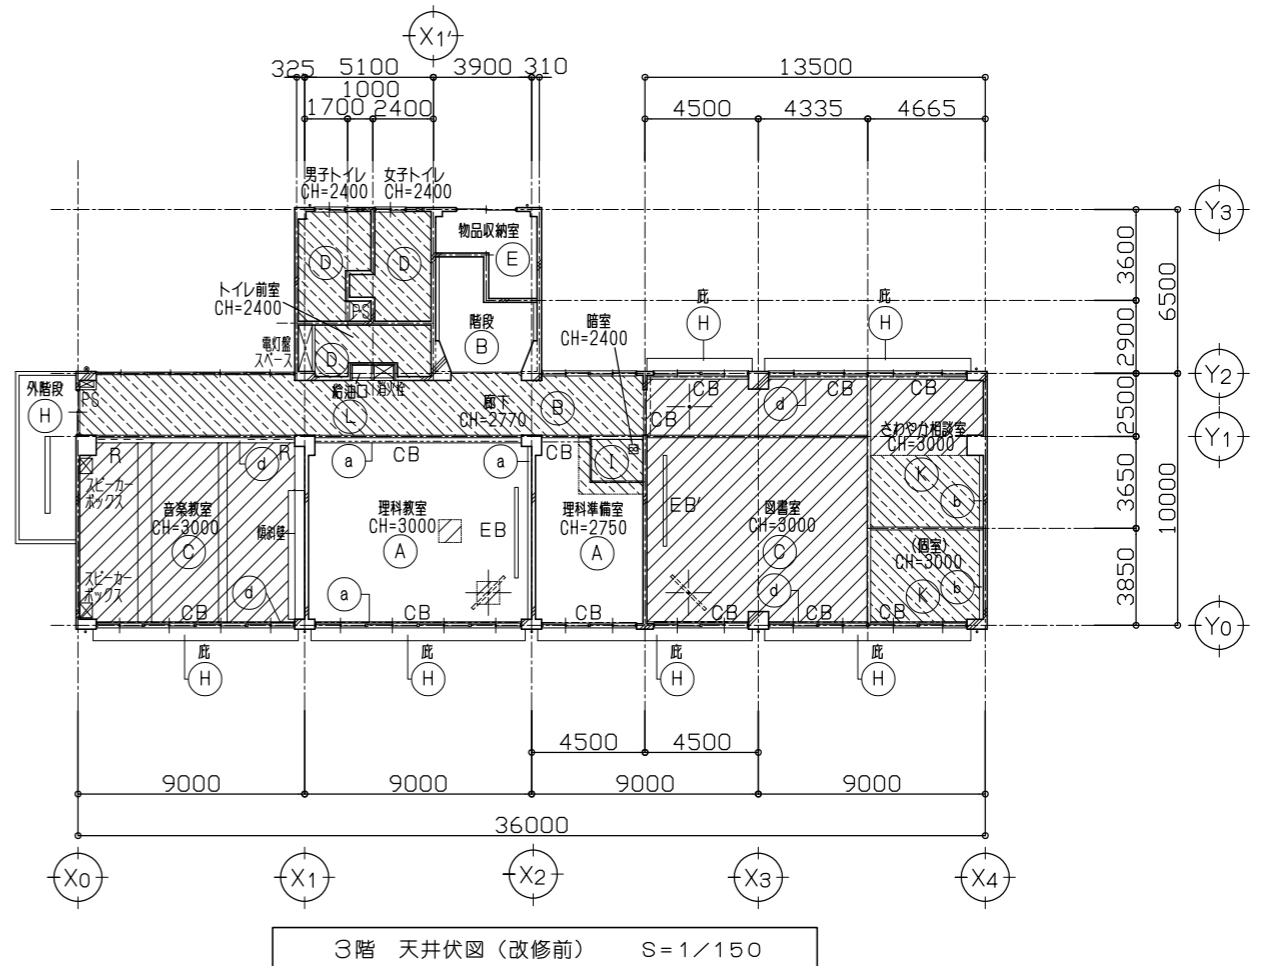 X1'
325 5100 3900 310
13500
1000
1700 2400
4500 4335 4665
男子トイレ
CH=2400
女子トイレ
CH=2400
Y3
物品収納室
E
D
D
3600
6500
トイレ前室
CH=2400
PS
庇
H
庇
H
階段
B
暗室
CH=2400
2900
電灯盤
スペース
D
外階段
H
PS
給油口
消火栓
L
廊下
CH=2770
B
CB
CB
CB
CB
d
Y2
2500
さわやか相談室
CH=3000
Y1
R
R
d
a
CB
a
CB
I
スピーカー
ボックス
K
b
3650
10000
音楽教室
CH=3000
C
傾斜壁
理科教室
CH=3000
A
EB
理科準備室
CH=2750
A
EB'
図書室
CH=3000
C
(個室)
CH=3000
K
b
3850
スピーカー
ボックス
d
CB
a
CB
CB
CB
d
CB
CB
Y0
庇
H
庇
H
庇
H
庇
H
4500 4500
9000 9000 9000 9000
36000
X0 X1 X2 X3 X4
3階 天井伏図（改修前） S=1/150